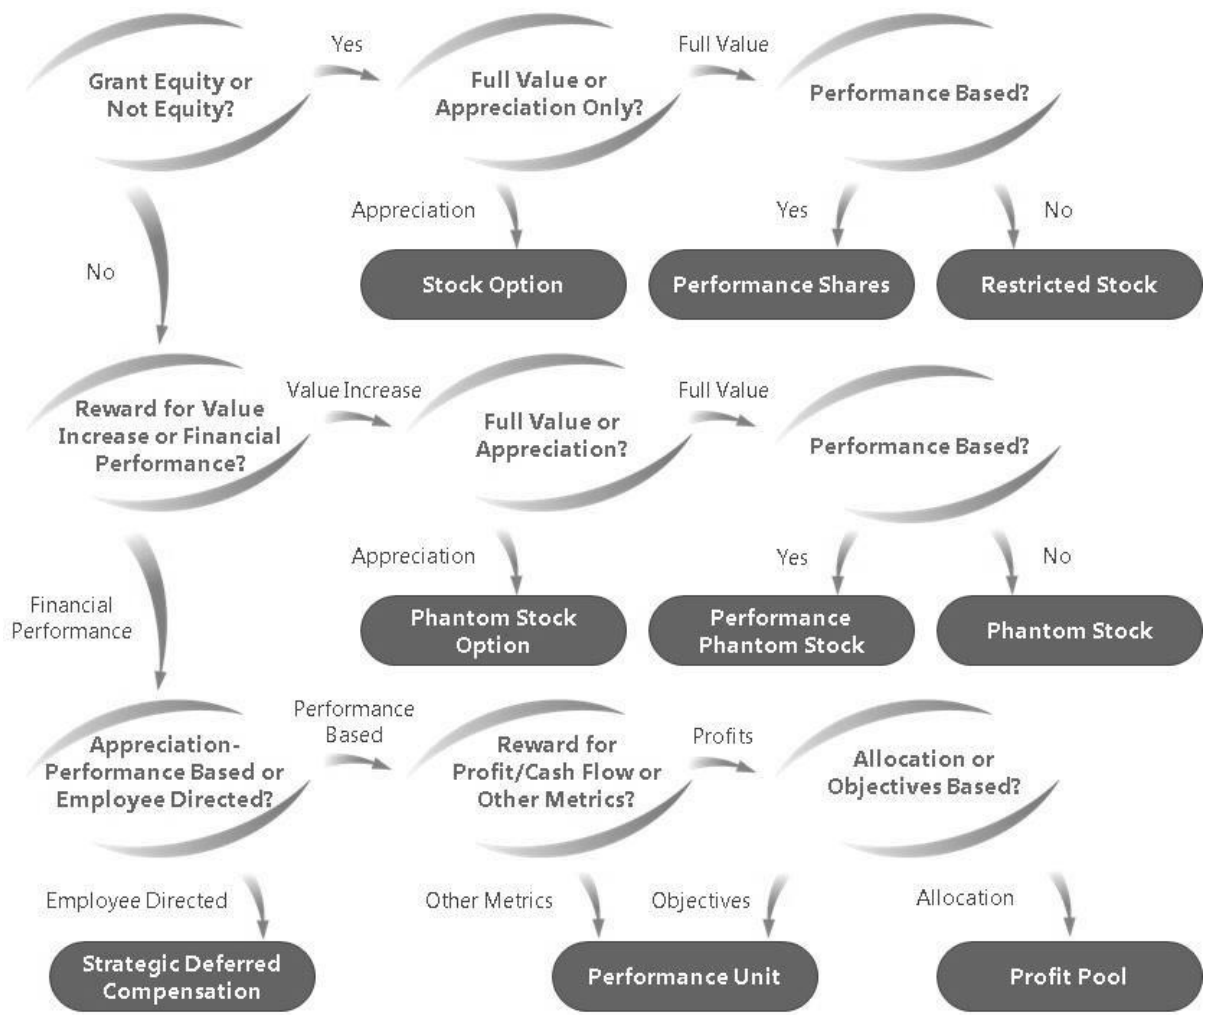 Yes
Full Value
Grant Equity or
Not Equity?
Full Value or
Appreciation Only?
Performance Based?
Appreciation
Yes
No
No
Stock Option
Performance Shares
Restricted Stock
Value Increase
Full Value
Reward for Value
Increase or Financial
Performance?
Full Value or
Appreciation?
Performance Based?
Appreciation
Yes
No
Financial
Performance
Phantom Stock
Option
Performance
Phantom Stock
Phantom Stock
Performance
Based
Profits
Appreciation-
Performance Based or
Employee Directed?
Reward for
Profit/Cash Flow or
Other Metrics?
Allocation or
Objectives Based?
Employee Directed
Other Metrics
Objectives
Allocation
Strategic Deferred
Compensation
Performance Unit
Profit Pool